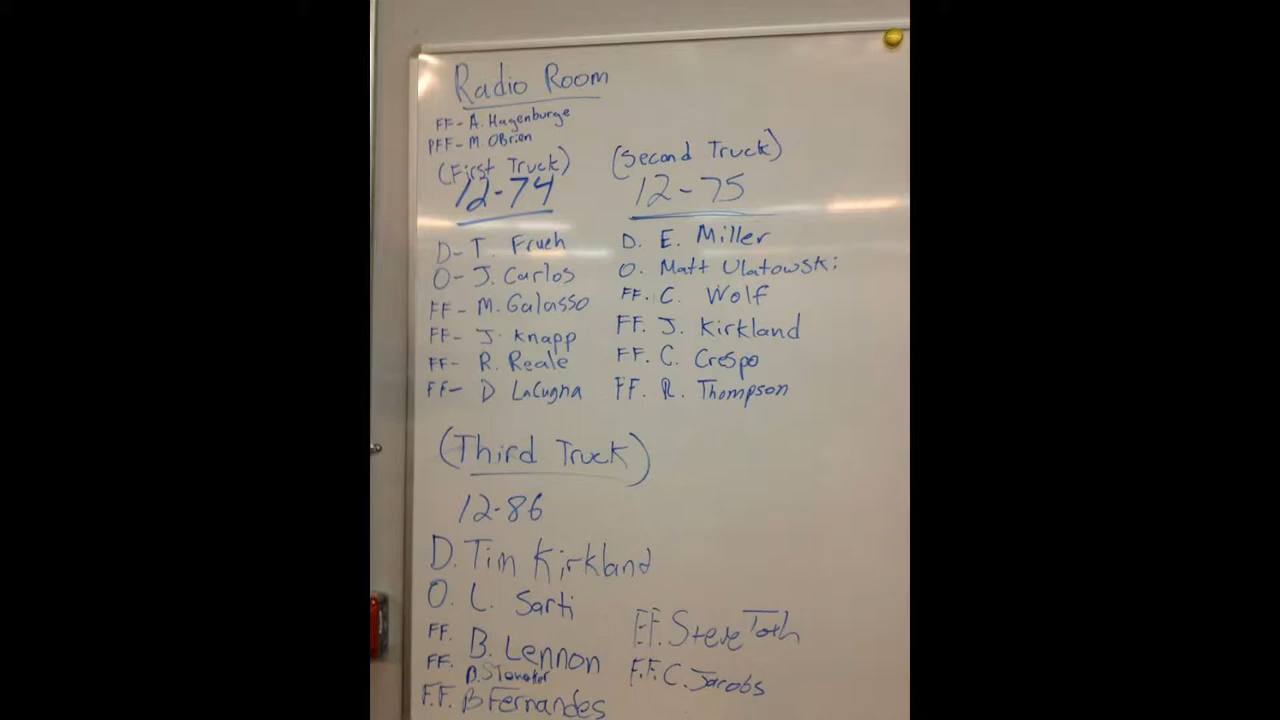 Radio Room
FF- A. Hagenburge
PFF- M. OBrien
(First Truck)
12-74
D- T. Frueh
O- J. Carlos
FF- M. Galasso
FF- J. Knapp
FF- R. Reale
FF- D LaCugna
(Second Truck)
12-75
D. E. Miller
O. Matt Ulatowski
FF. C. Wolf
FF. J. Kirkland
FF. C. Crespo
FF. R. Thompson
(Third Truck)
12-86
D. Tim Kirkland
O. L. Sarti
FF. B. Lennon
FF. B.
F.F. B Fernandes
F.F. Steve Toth
F.F. C. Jarobs